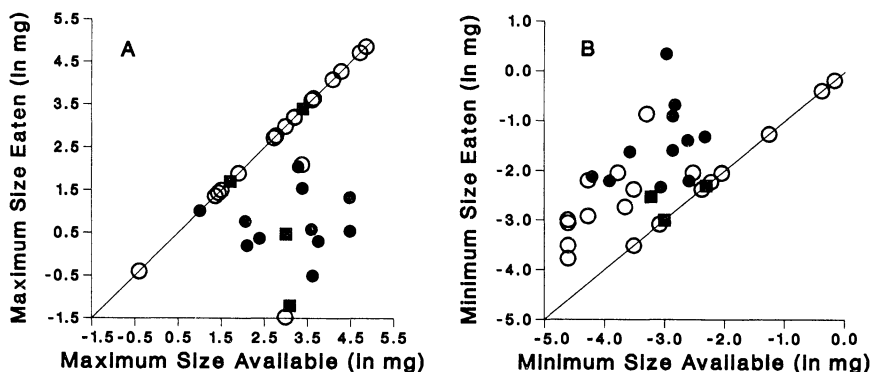 A
Maximum Size Eaten (ln mg)
5.5
4.5
3.5
2.5
1.5
0.5
-0.5
-1.5
-1.5 -0.5 0.5 1.5 2.5 3.5 4.5 5.5
Maximum Size Available (ln mg)
B
Minimum Size Eaten (ln mg)
1.0
0.0
-1.0
-2.0
-3.0
-4.0
-5.0
-5.0 -4.0 -3.0 -2.0 -1.0 0.0
Minimum Size Available (ln mg)